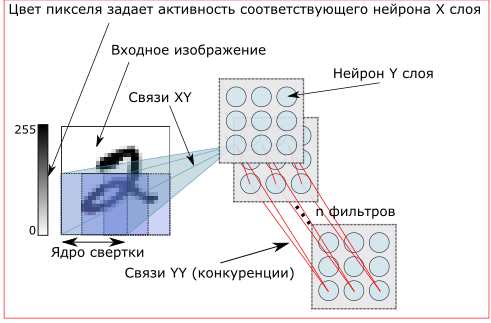 Цвет пикселя задает активность соответствующего нейрона X слоя
Входное изображение
Нейрон Y слоя
Связи XY
255
0
n фильтров
Ядро свертки
Связи YY (конкуренции)